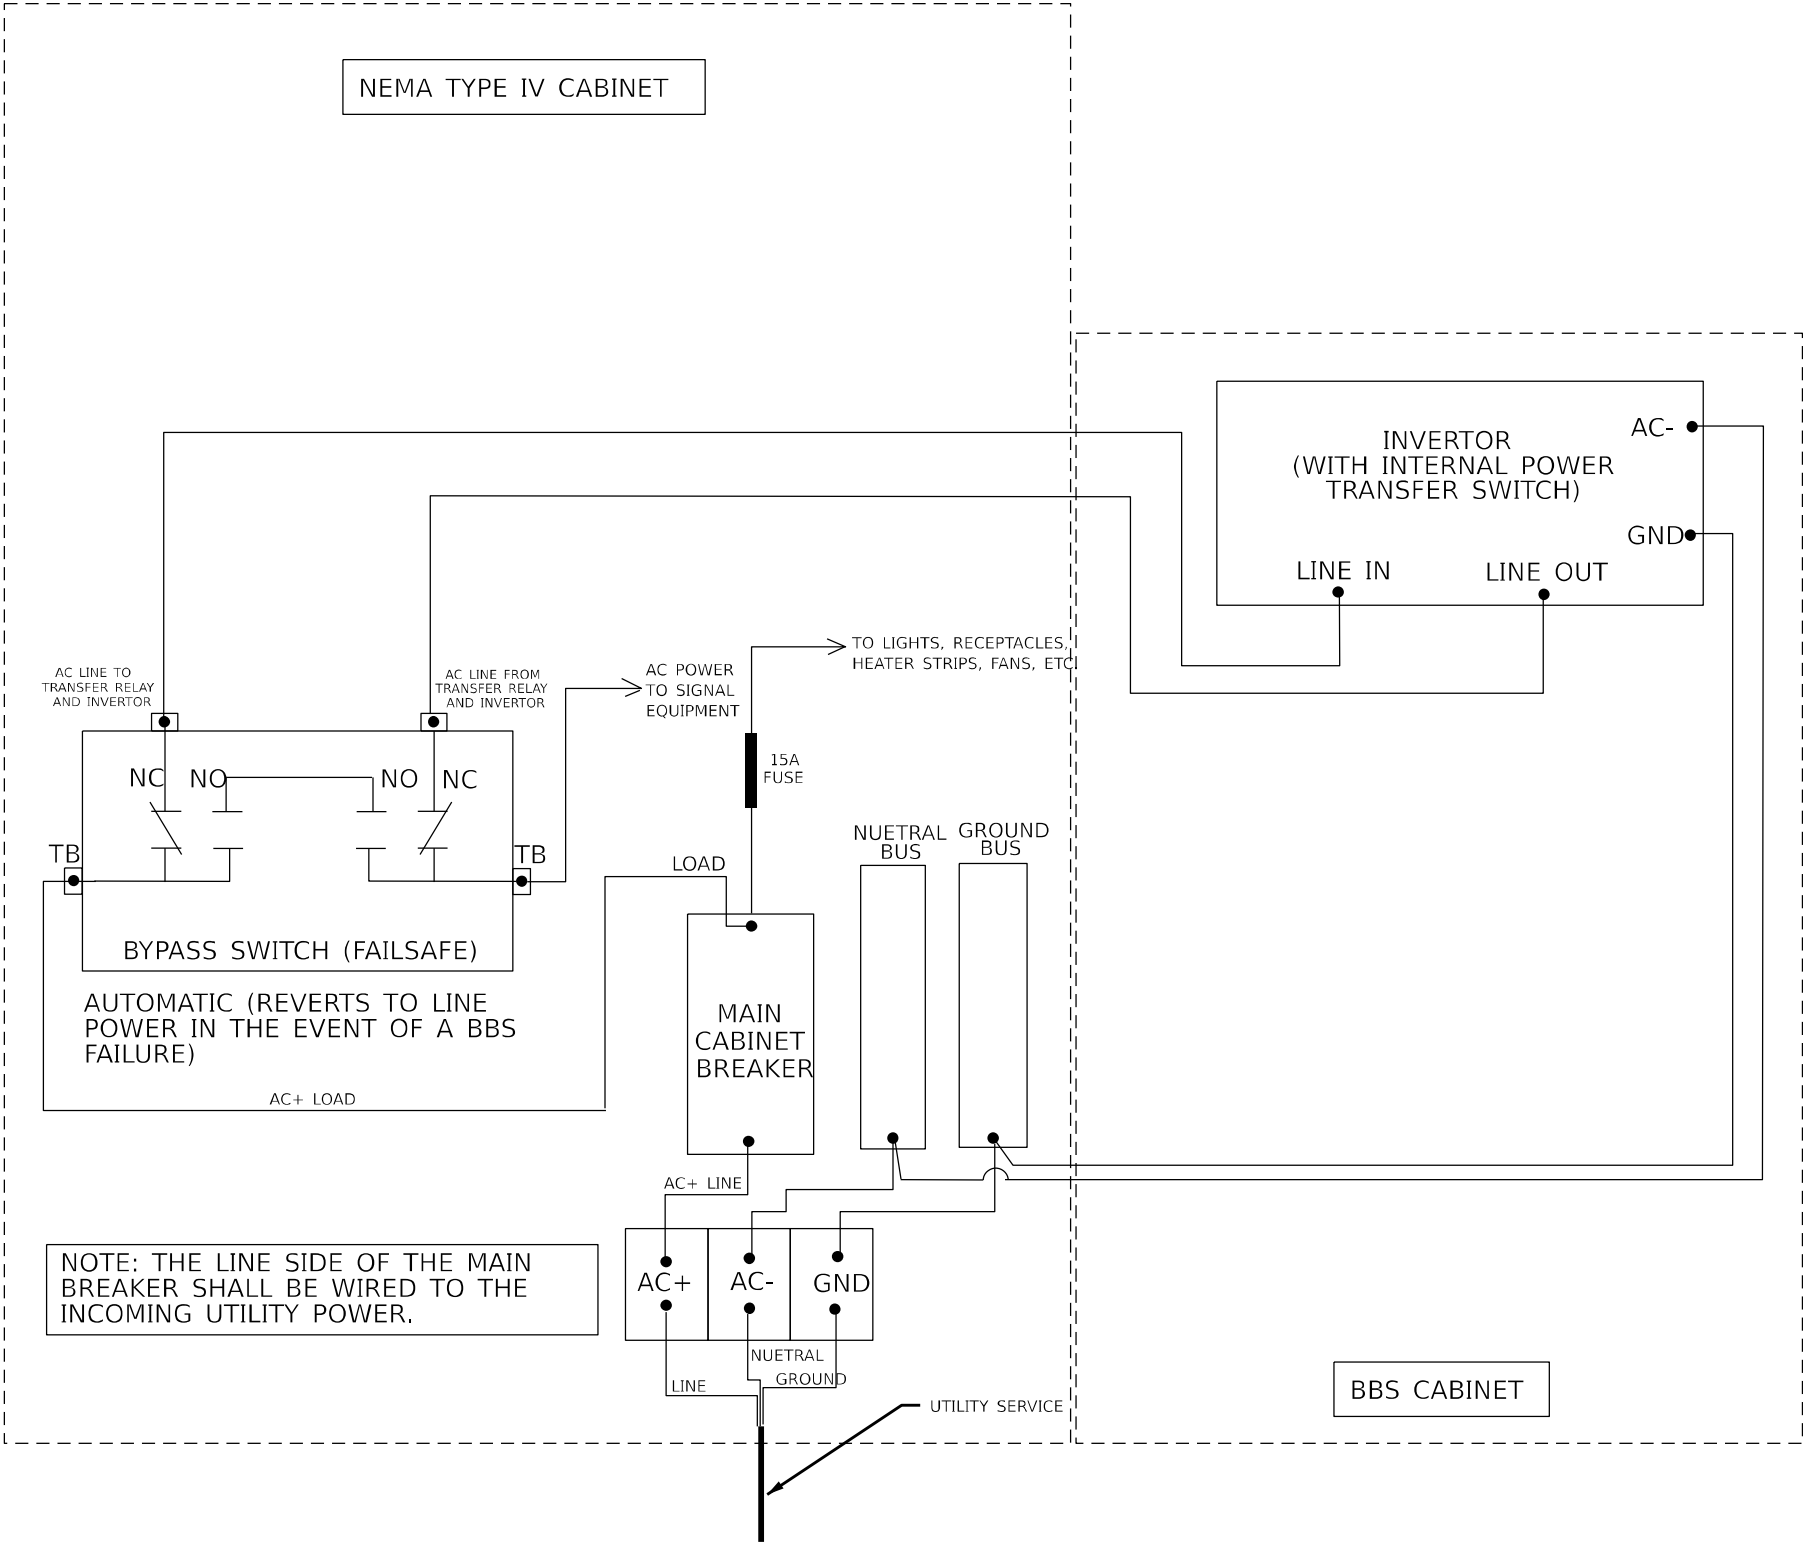 NEMA TYPE IV CABINET
INVERTOR
(WITH INTERNAL POWER
TRANSFER SWITCH)
AC-
GND
LINE IN
LINE OUT
TO LIGHTS, RECEPTACLES,
HEATER STRIPS, FANS, ETC.
AC LINE TO
TRANSFER RELAY
AND INVERTOR
AC LINE FROM
TRANSFER RELAY
AND INVERTOR
AC POWER
TO SIGNAL
EQUIPMENT
15A
FUSE
NC
NO
NO
NC
TB
TB
BYPASS SWITCH (FAILSAFE)
AUTOMATIC (REVERTS TO LINE
POWER IN THE EVENT OF A BBS
FAILURE)
AC+ LOAD
LOAD
NUETRAL
BUS
GROUND
BUS
MAIN
CABINET
BREAKER
AC+ LINE
AC+
AC-
GND
NUETRAL
GROUND
LINE
NOTE: THE LINE SIDE OF THE MAIN
BREAKER SHALL BE WIRED TO THE
INCOMING UTILITY POWER.
UTILITY SERVICE
BBS CABINET